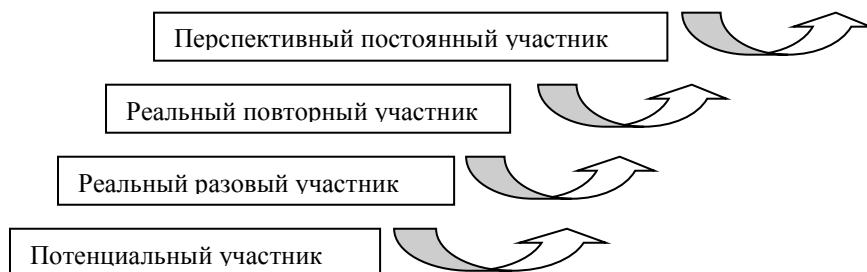 Перспективный постоянный участник
Реальный повторный участник
Реальный разовый участник
Потенциальный участник